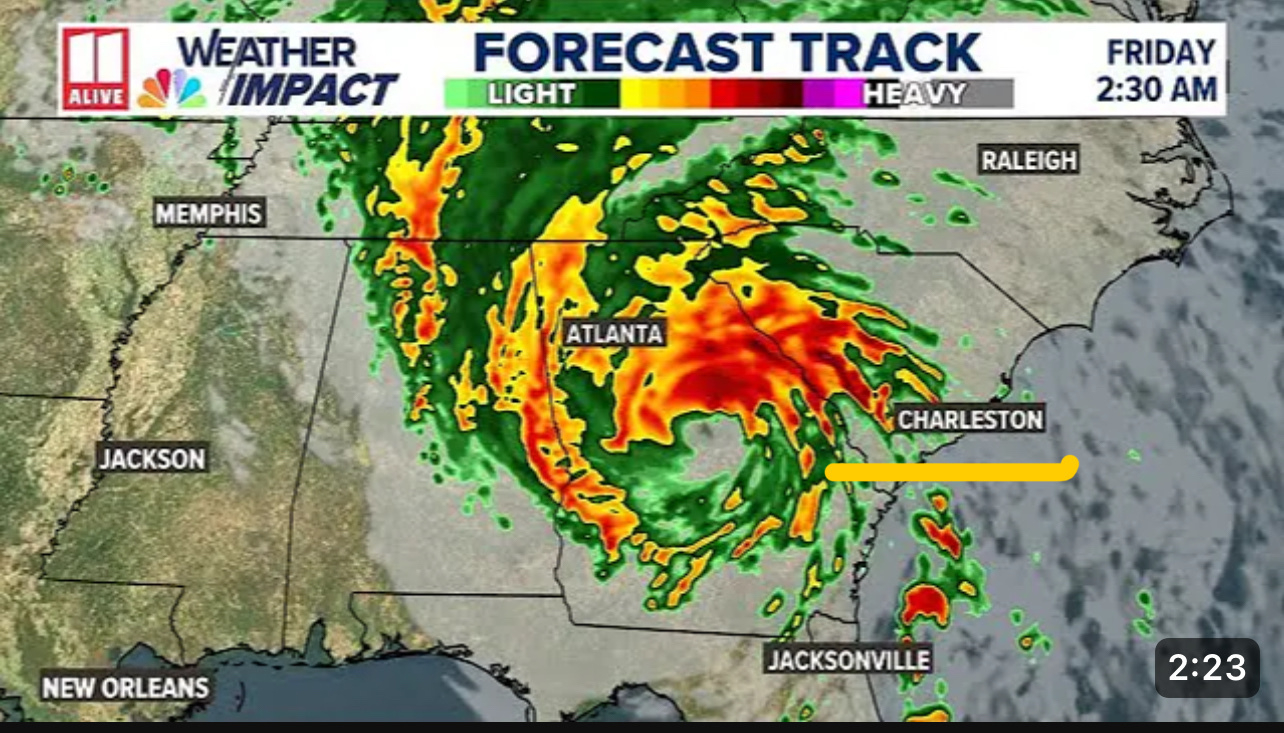 11
ALIVE
WEATHER
IMPACT
FORECAST TRACK
LIGHT HEAVY
FRIDAY
2:30 AM
RALEIGH
MEMPHIS
ATLANTA
CHARLESTON
JACKSON
JACKSONVILLE
NEW ORLEANS
2:23